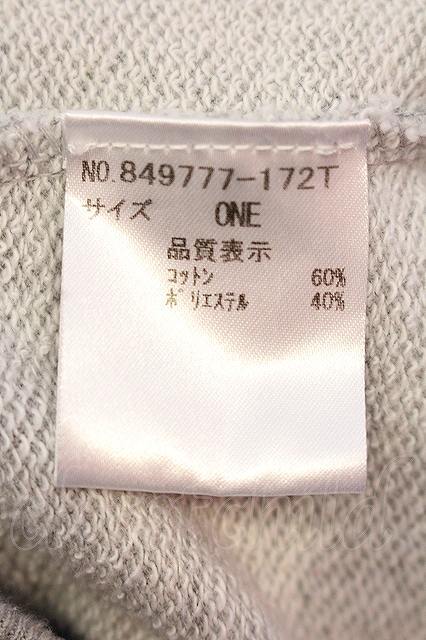 NO.849777-172T
サイズ ONE
品質表示
コットン 60%
ポリエステル 40%